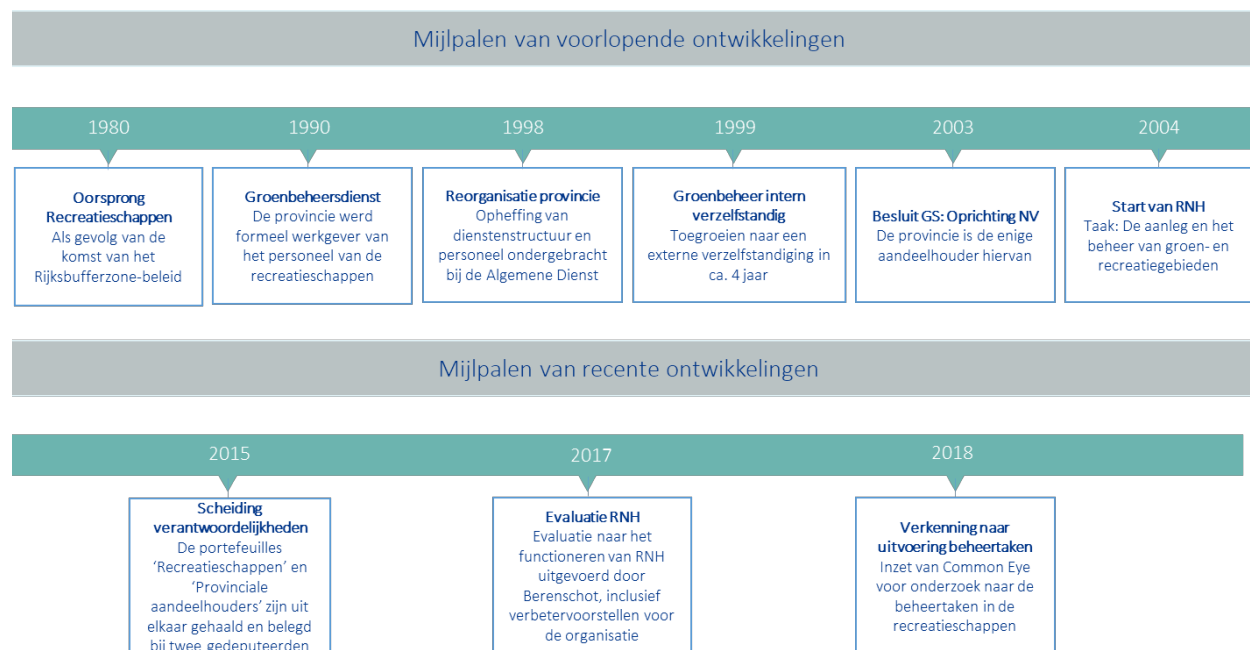 Mijlpalen van voorlopende ontwikkelingen
1980
1990
1998
1999
2003
2004
Oorsprong
Recreatieschappen
Als gevolg van de
komst van het
Rijksbufferzone-beleid
Groenbeheersdienst
De provincie werd
formeel werkgever van
het personeel van de
recreatieschappen
Reorganisatie provincie
Opheffing van
dienstenstructuur en
personeel ondergebracht
bij de Algemene Dienst
Groenbeheer intern
verzelfstandig
Toegroeien naar een
externe verzelfstandiging in
ca. 4 jaar
Besluit GS: Oprichting NV
De provincie is de enige
aandeelhouder hiervan
Start van RNH
Taak: De aanleg en het
beheer van groen- en
recreatiegebieden
Mijlpalen van recente ontwikkelingen
2015
2017
2018
Scheiding
verantwoordelijkheden
De portefeuilles
‘Recreatieschappen’ en
‘Provinciale
aandeelhouders’ zijn uit
elkaar gehaald en belegd
bij twee gedeputeerden
Evaluatie RNH
Evaluatie naar het
functioneren van RNH
uitgevoerd door
Berenschot, inclusief
verbetervoorstellen voor
de organisatie
Verkenning naar
uitvoering beheertaken
Inzet van Common Eye
voor onderzoek naar de
beheertaken in de
recreatieschappen